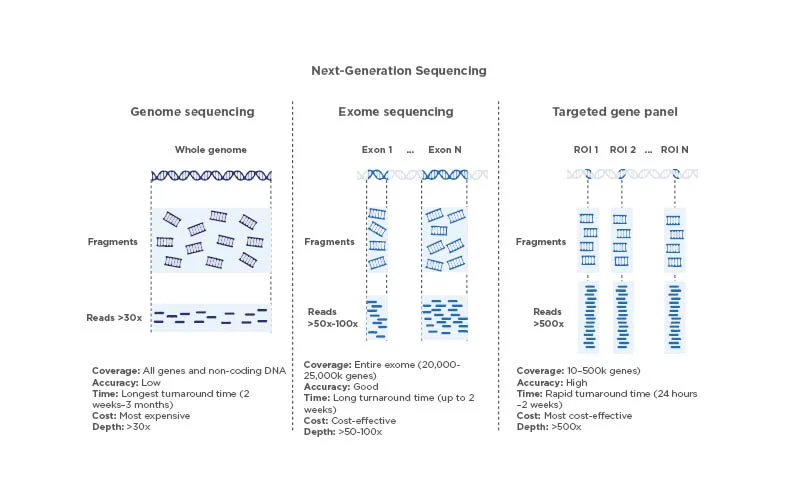 Next-Generation Sequencing
Genome sequencing
Whole genome
Fragments
Reads >30x
Coverage: All genes and non-coding DNA
Accuracy: Low
Time: Longest turnaround time (2
weeks-3 months)
Cost: Most expensive
Depth: >30x
Exome sequencing
Exon 1 ... Exon N
Fragments
Reads
>50x-100x
Coverage: Entire exome (20,000-
25,000k genes)
Accuracy: Good
Time: Long turnaround time (up to 2
weeks)
Cost: Cost-effective
Depth: >50-100x
Targeted gene panel
ROI 1 ROI 2 ... ROI N
Fragments
Reads
>500x
Coverage: 10–500k genes)
Accuracy: High
Time: Rapid turnaround time (24 hours
–2 weeks)
Cost: Most cost-effective
Depth: >500x